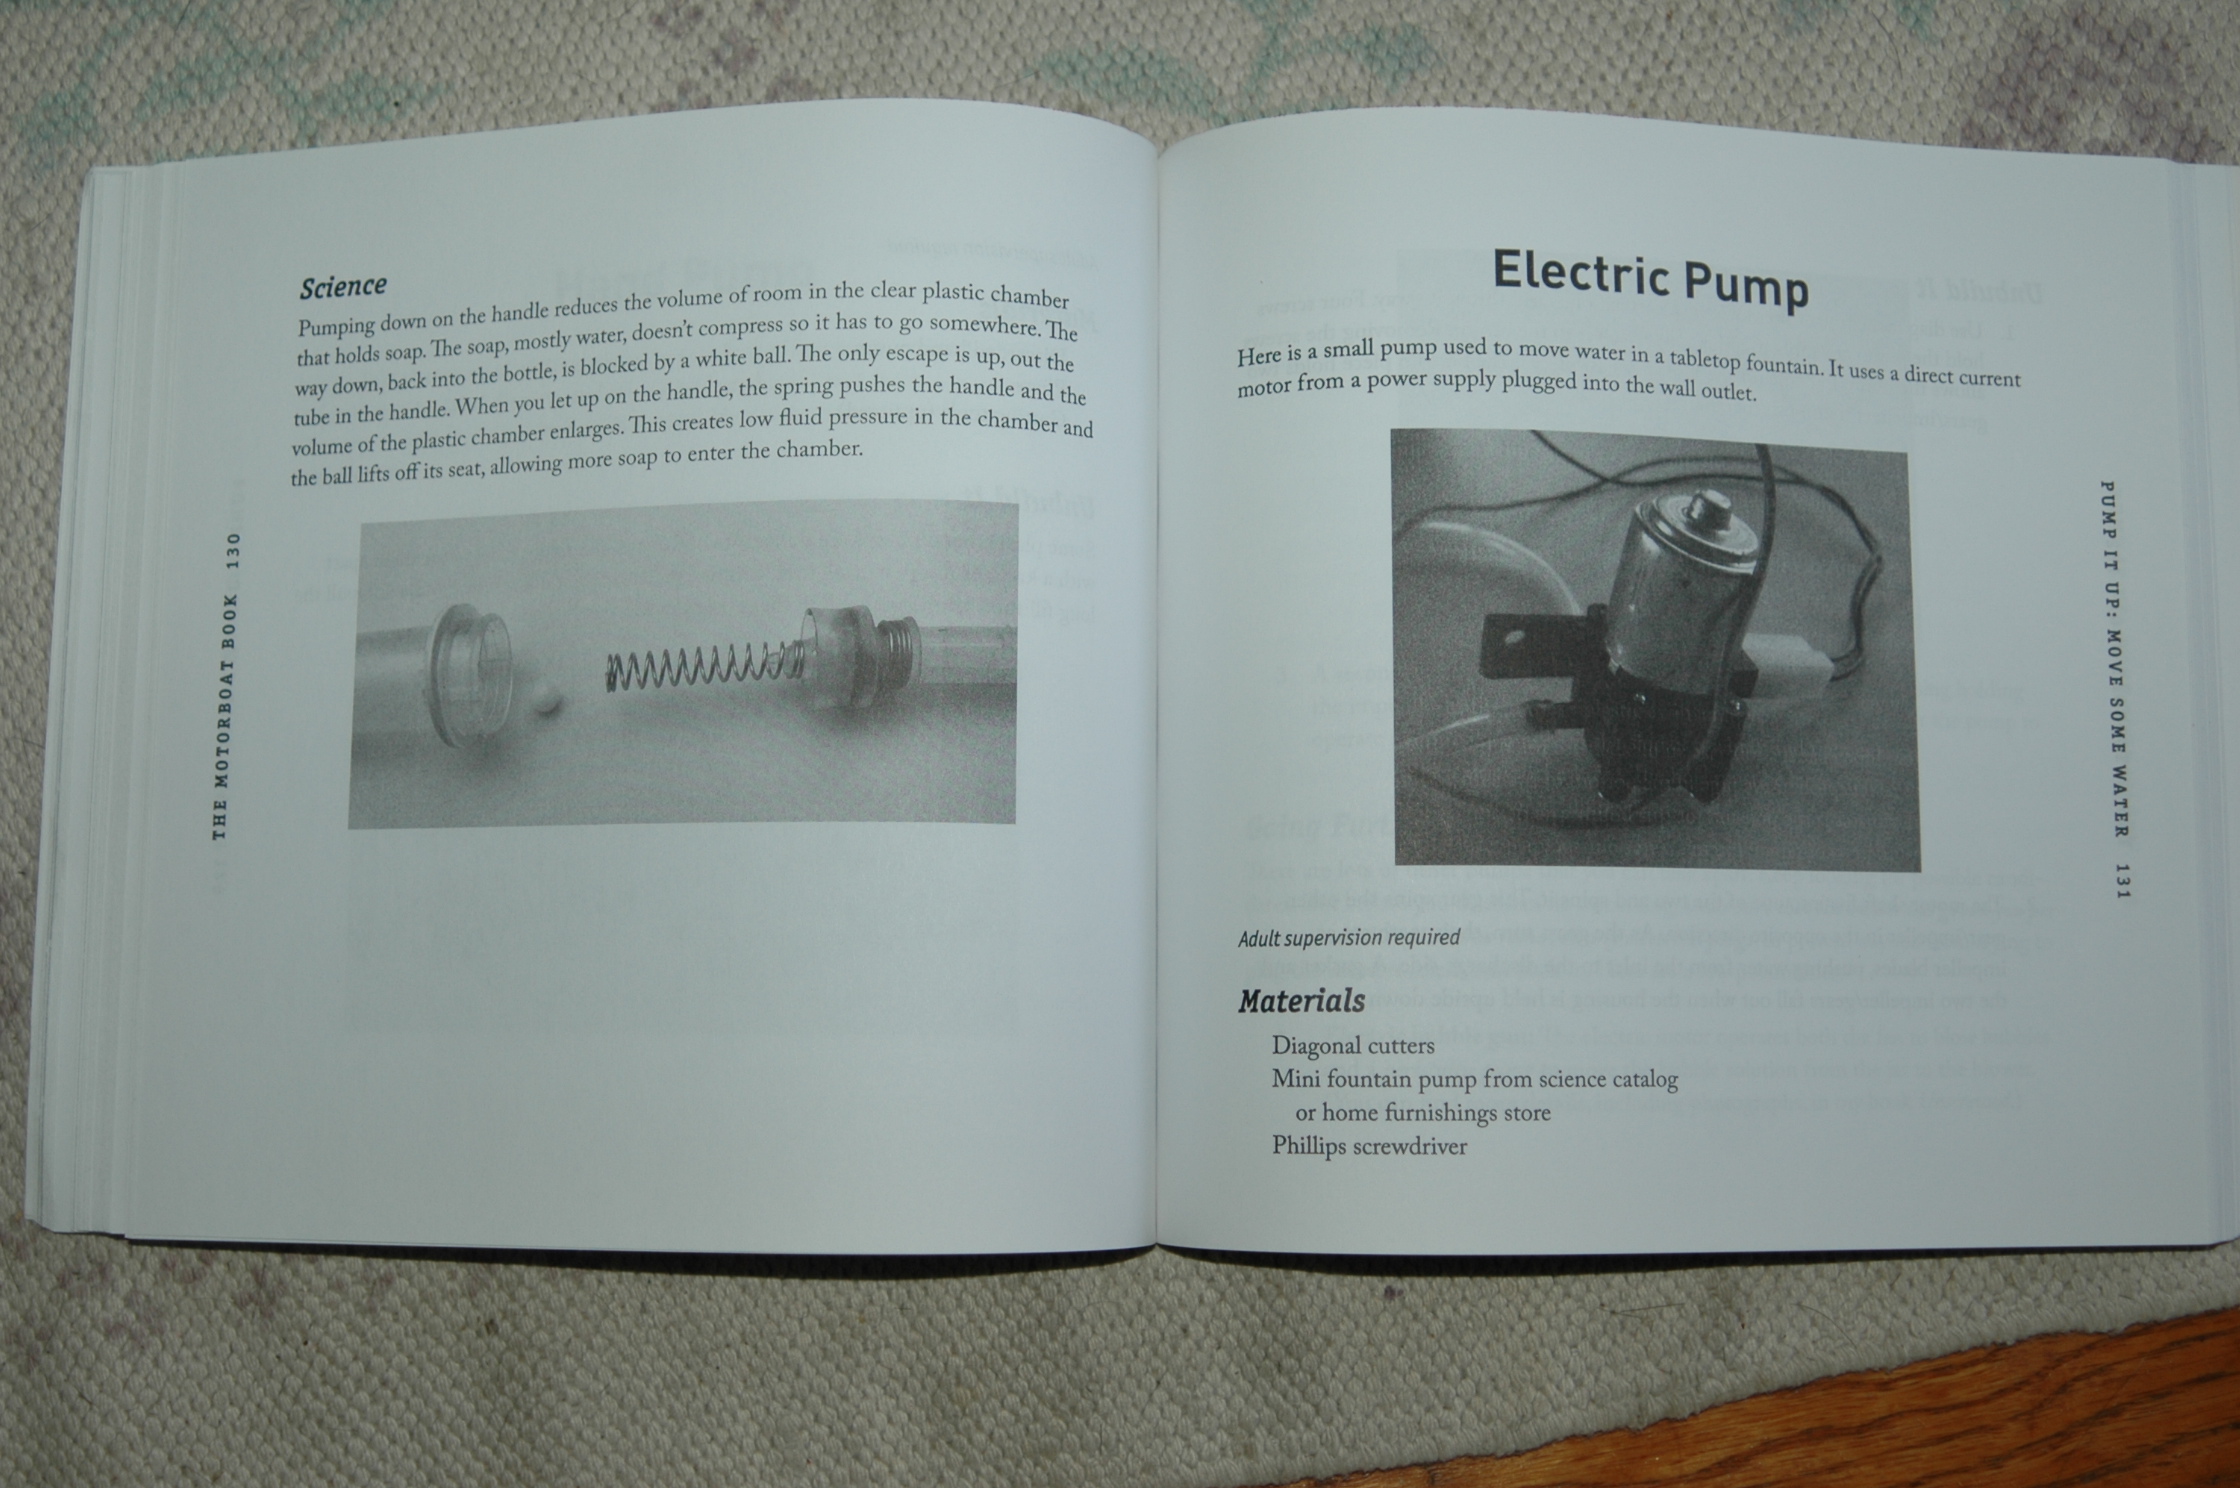 Science
Pumping down on the handle reduces the volume of room in the clear plastic chamber
that holds soap. The soap, mostly water, doesn't compress so it has to go somewhere. The
way down, back into the bottle, is blocked by a white ball. The only escape is up, out the
tube in the handle. When you let up on the handle, the spring pushes the handle and the
volume of the plastic chamber enlarges. This creates low fluid pressure in the chamber and
the ball lifts off its seat, allowing more soap to enter the chamber.
THE MOTORBOAT BOOK 130
Electric Pump
Here is a small pump used to move water in a tabletop fountain. It uses a direct current
motor from a power supply plugged into the wall outlet.
Adult supervision required
Materials
Diagonal cutters
Mini fountain pump from science catalog
or home furnishings store
Phillips screwdriver
PUMP IT UP: MOVE SOME WATER 131